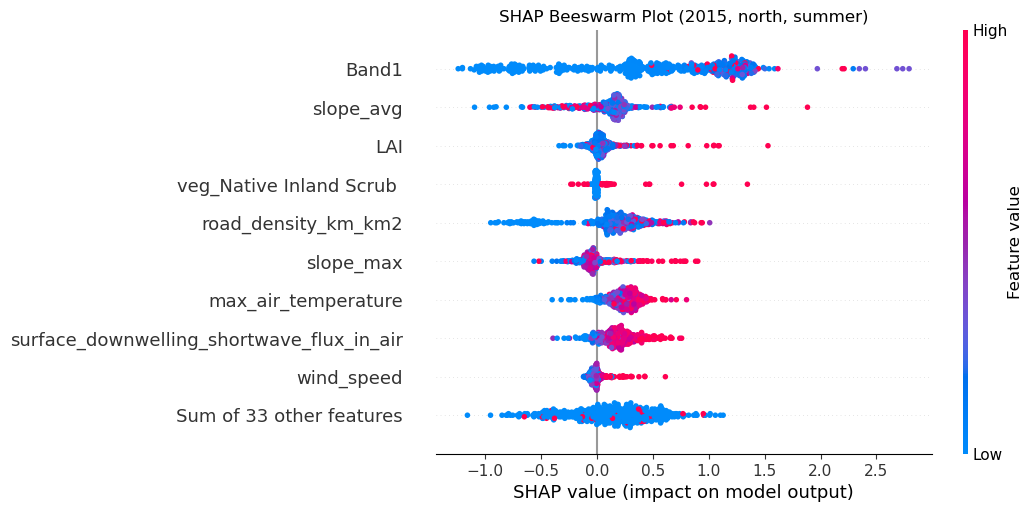 SHAP Beeswarm Plot (2015, north, summer)
High
Band1
slope_avg
LAI
veg_Native Inland Scrub
road_density_km_km2
slope_max
max_air_temperature
surface_downwelling_shortwave_flux_in_air
wind_speed
Sum of 33 other features
Feature value
Low
−1.0 −0.5 0.0 0.5 1.0 1.5 2.0 2.5
SHAP value (impact on model output)